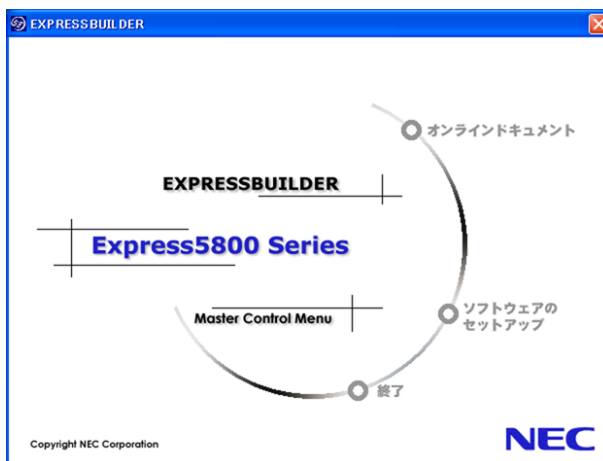 EXPRESSBUILDER
オンラインドキュメント
EXPRESSBUILDER
Express5800 Series
Master Control Menu
ソフトウェアの
セットアップ
終了
Copyright NEC Corporation
NEC